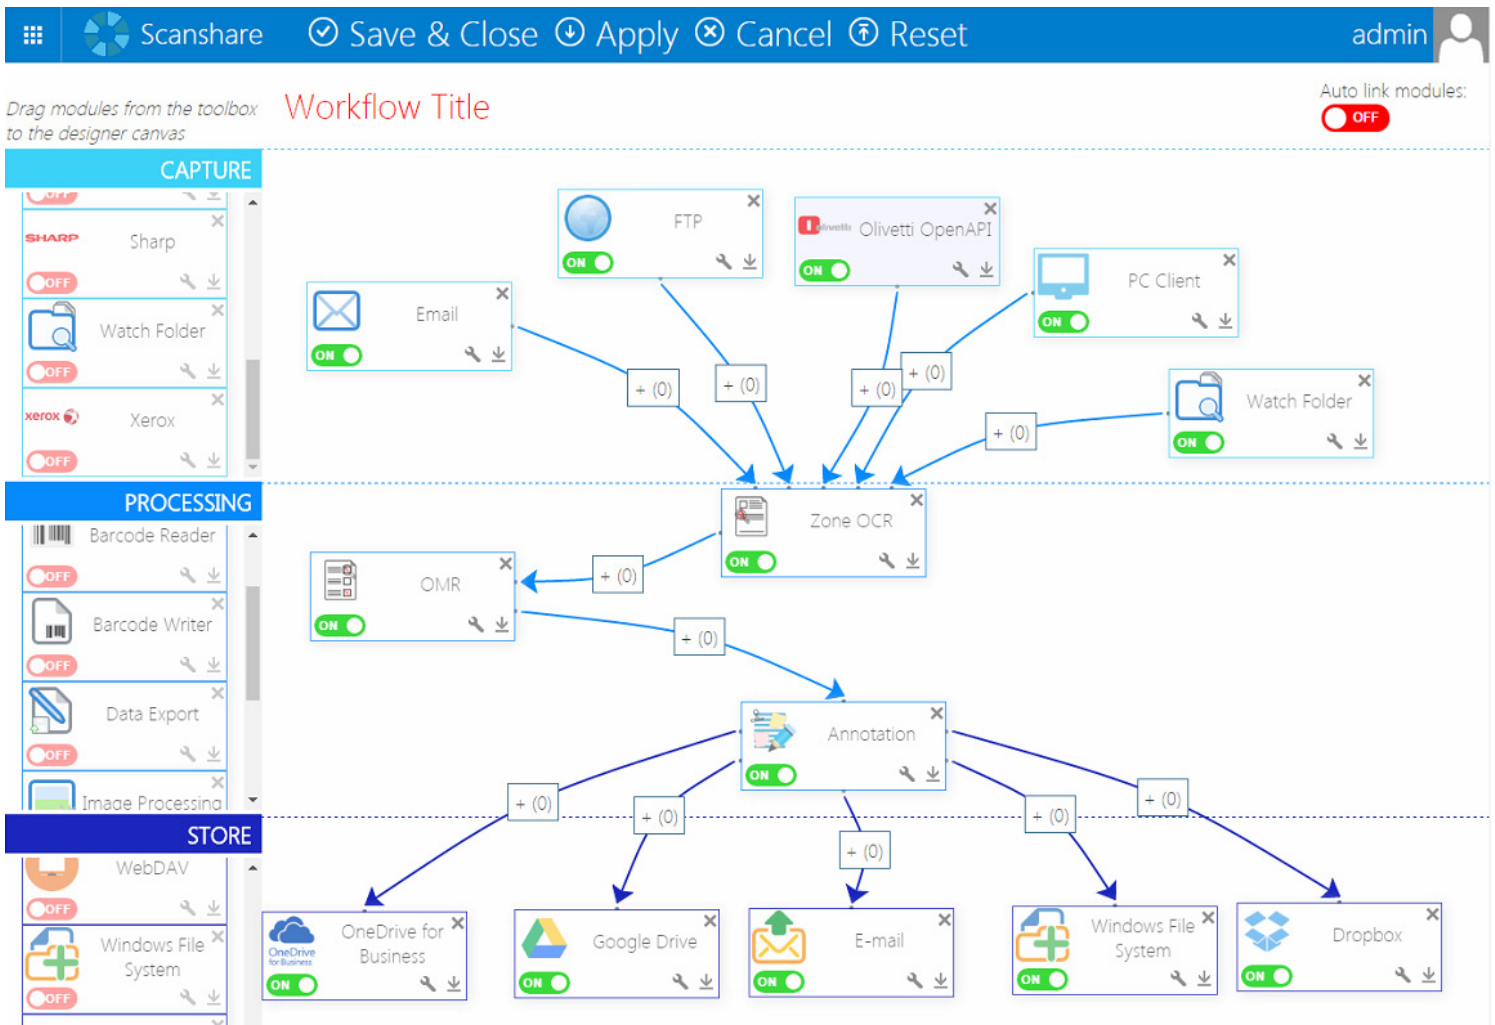 Scanshare
Save & Close
Apply
Cancel
Reset
admin
Drag modules from the toolbox
to the designer canvas
Workflow Title
Auto link modules:
OFF
CAPTURE
OFF
SHARP
Sharp
OFF
Watch Folder
OFF
xerox
Xerox
OFF
FTP
ON
olivetti
Olivetti OpenAPI
ON
PC Client
ON
Email
ON
Watch Folder
ON
+ (0)
+ (0)
+ (0)
+ (0)
+ (0)
PROCESSING
Barcode Reader
OFF
Barcode Writer
OFF
Data Export
OFF
Image Processing
Zone OCR
ON
+ (0)
OMR
ON
+ (0)
Annotation
ON
+ (0)
+ (0)
+ (0)
+ (0)
+ (0)
STORE
WebDAV
OFF
Windows File
System
OFF
OneDrive
for Business
OneDrive for
Business
ON
Google Drive
ON
E-mail
ON
Windows File
System
ON
Dropbox
ON